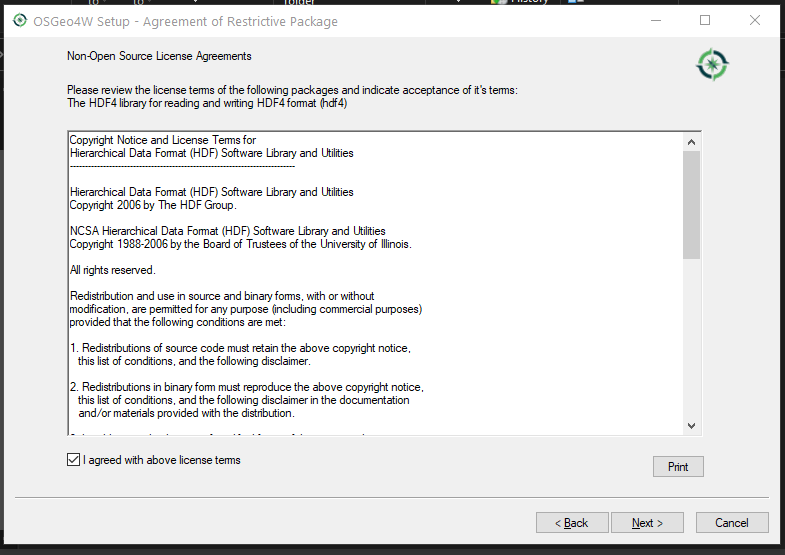 to
to
folder
History
OSGeo4W Setup - Agreement of Restrictive Package
Non-Open Source License Agreements
Please review the license terms of the following packages and indicate acceptance of it's terms:
The HDF4 library for reading and writing HDF4 format (hdf4)
Copyright Notice and License Terms for
Hierarchical Data Format (HDF) Software Library and Utilities
-----------------------------------------------------------------------------
Hierarchical Data Format (HDF) Software Library and Utilities
Copyright 2006 by The HDF Group.
NCSA Hierarchical Data Format (HDF) Software Library and Utilities
Copyright 1988-2006 by the Board of Trustees of the University of Illinois.
All rights reserved.
Redistribution and use in source and binary forms, with or without
modification, are permitted for any purpose (including commercial purposes)
provided that the following conditions are met:
1. Redistributions of source code must retain the above copyright notice,
this list of conditions, and the following disclaimer.
2. Redistributions in binary form must reproduce the above copyright notice,
this list of conditions, and the following disclaimer in the documentation
and/or materials provided with the distribution.
I agreed with above license terms
Print
< Back
Next >
Cancel